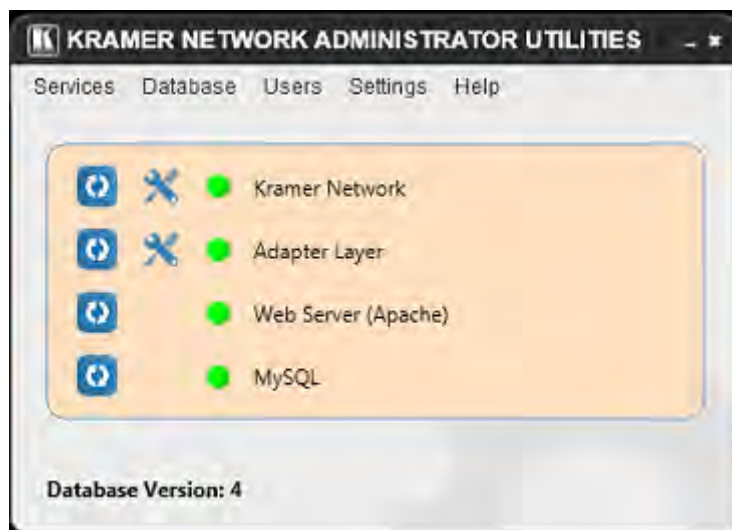 KRAMER NETWORK ADMINISTRATOR UTILITIES
Services Database Users Settings Help
Kramer Network
Adapter Layer
Web Server (Apache)
MySQL
Database Version: 4